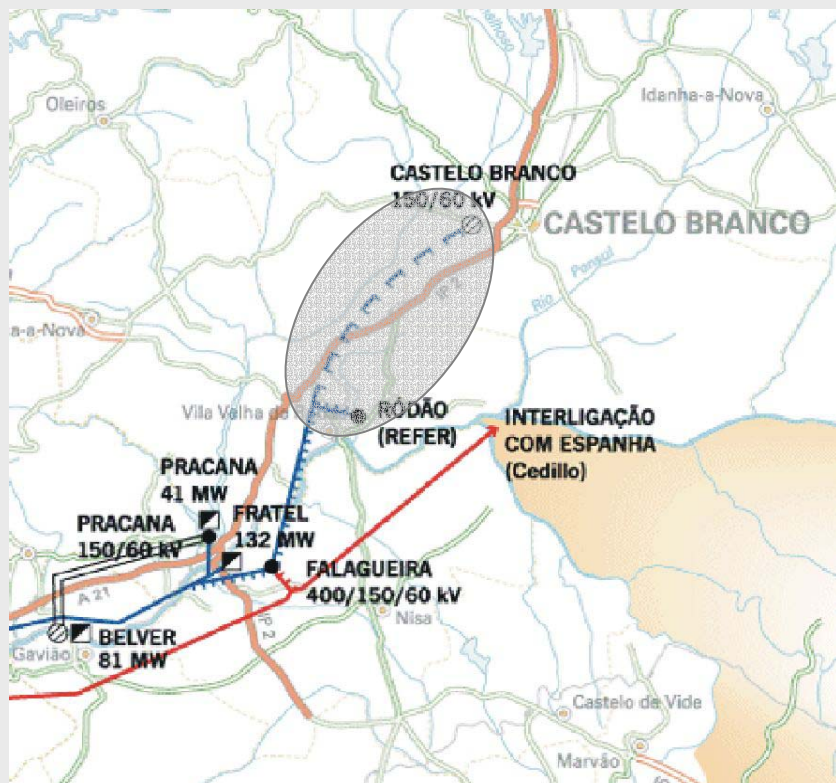 Oleiros
Idanha-a-Nova
CASTELO BRANCO
150/60 kV
CASTELO BRANCO
Rio Ponsul
IP 2
a-a-Nova
Vila Velha de
RÓDÃO
(REFER)
INTERLIGAÇÃO
COM ESPANHA
(Cedillo)
PRACANA
41 MW
PRACANA
150/60 kV
FRATEL
132 MW
FALAGUEIRA
400/150/60 kV
A 21
IP 2
Nisa
BELVER
81 MW
Gavião
Castelo de Vide
Marvão